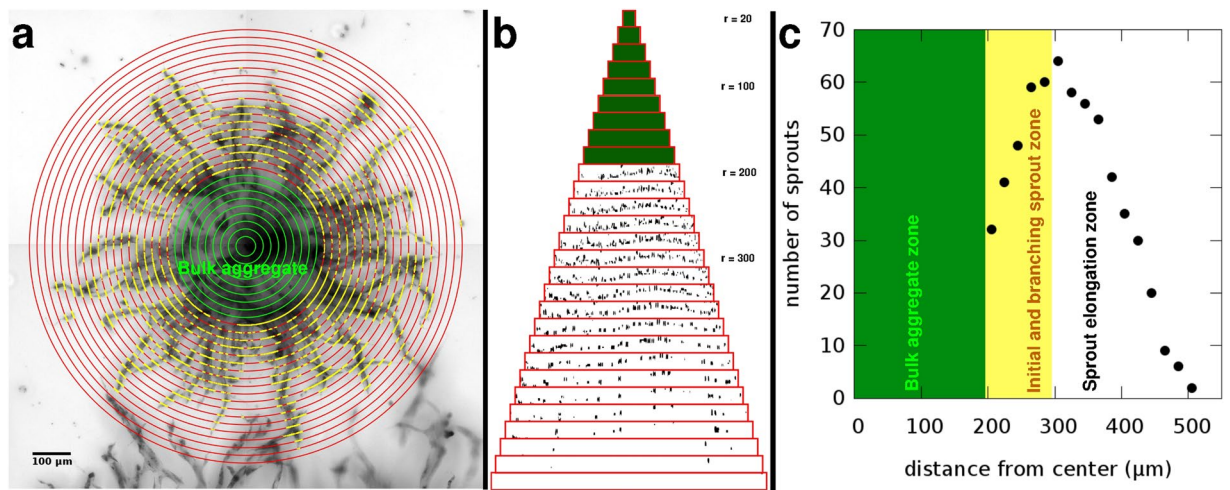 a
Bulk aggregate
100 µm
b
r = 20
r = 100
r = 200
r = 300
c
number of sprouts
70
60
50
40
30
20
10
0
Bulk aggregate zone
Initial and branching sprout zone
Sprout elongation zone
0 100 200 300 400 500
distance from center (µm)